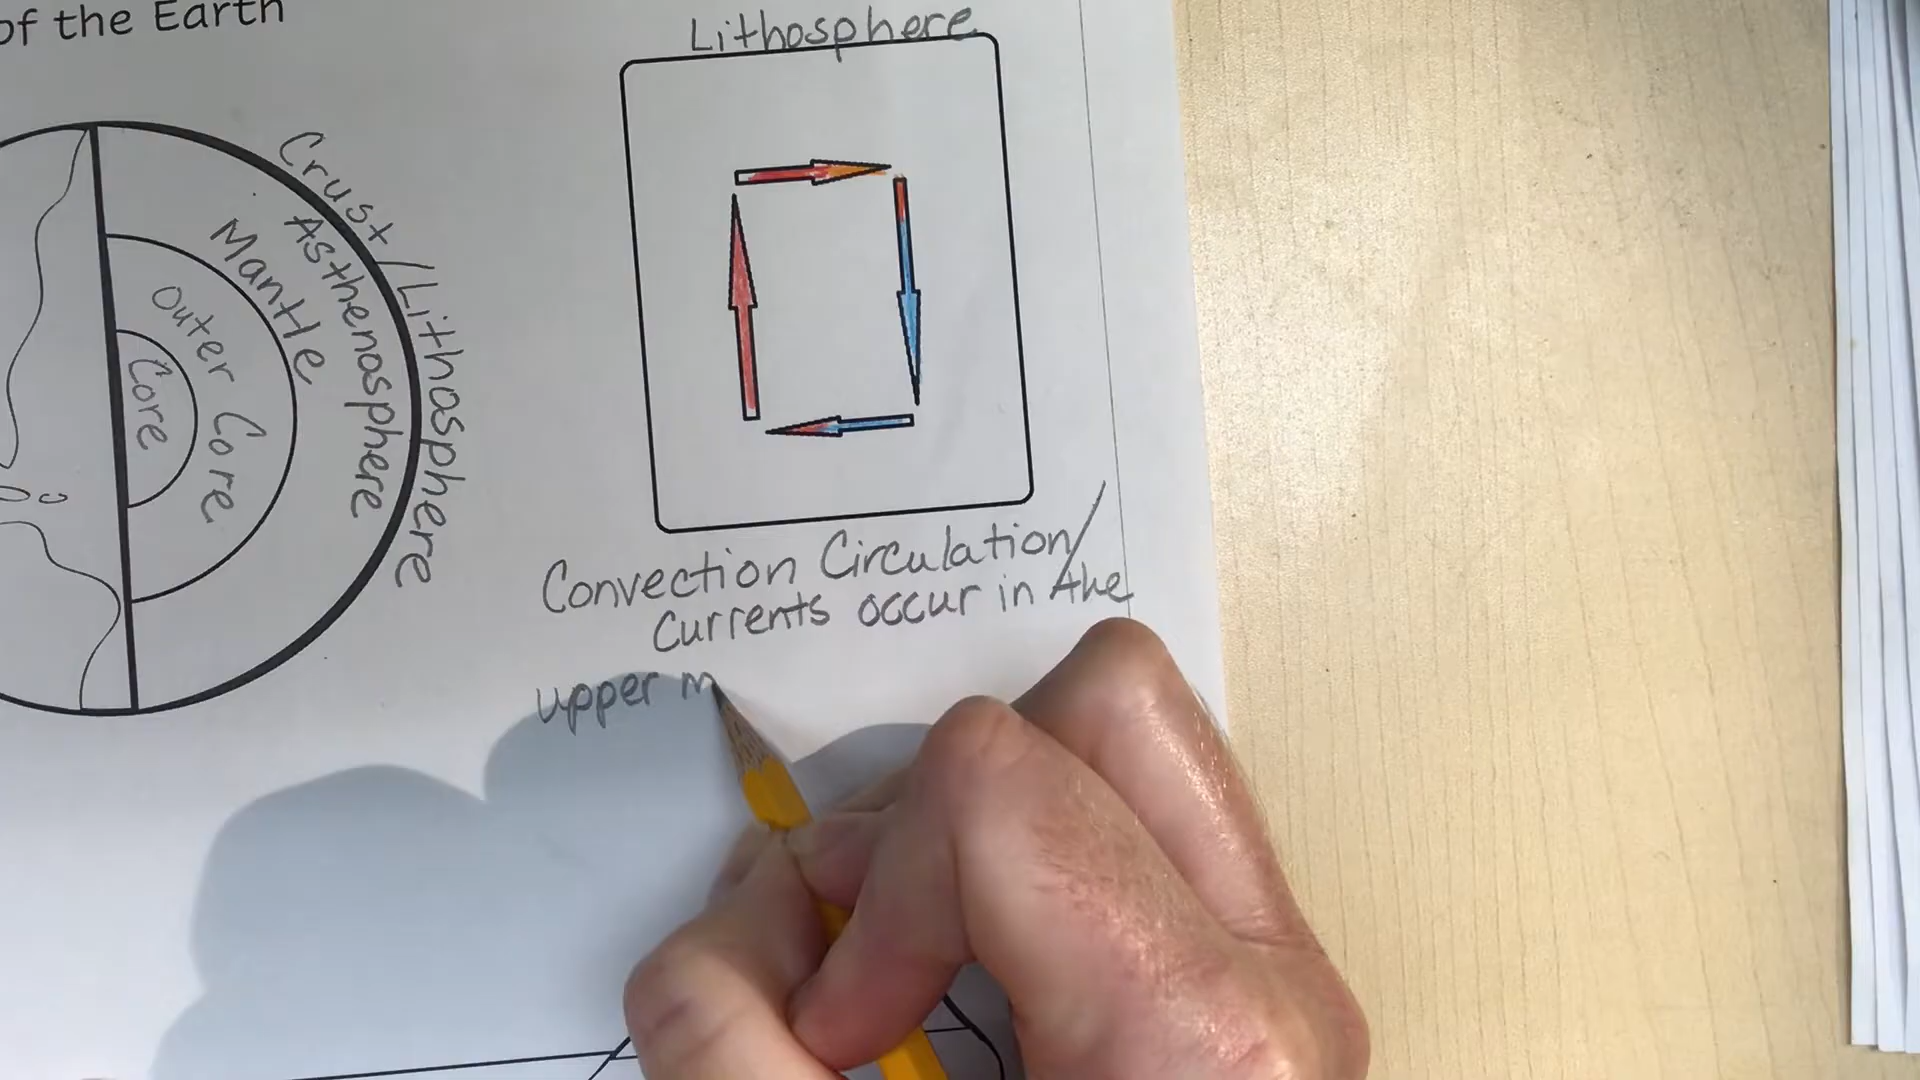 of the Earth
Lithosphere
Crust/Lithosphere
Asthenosphere
Mantle
Outer Core
Core
Convection Circulation/
Currents occur in the
upper m